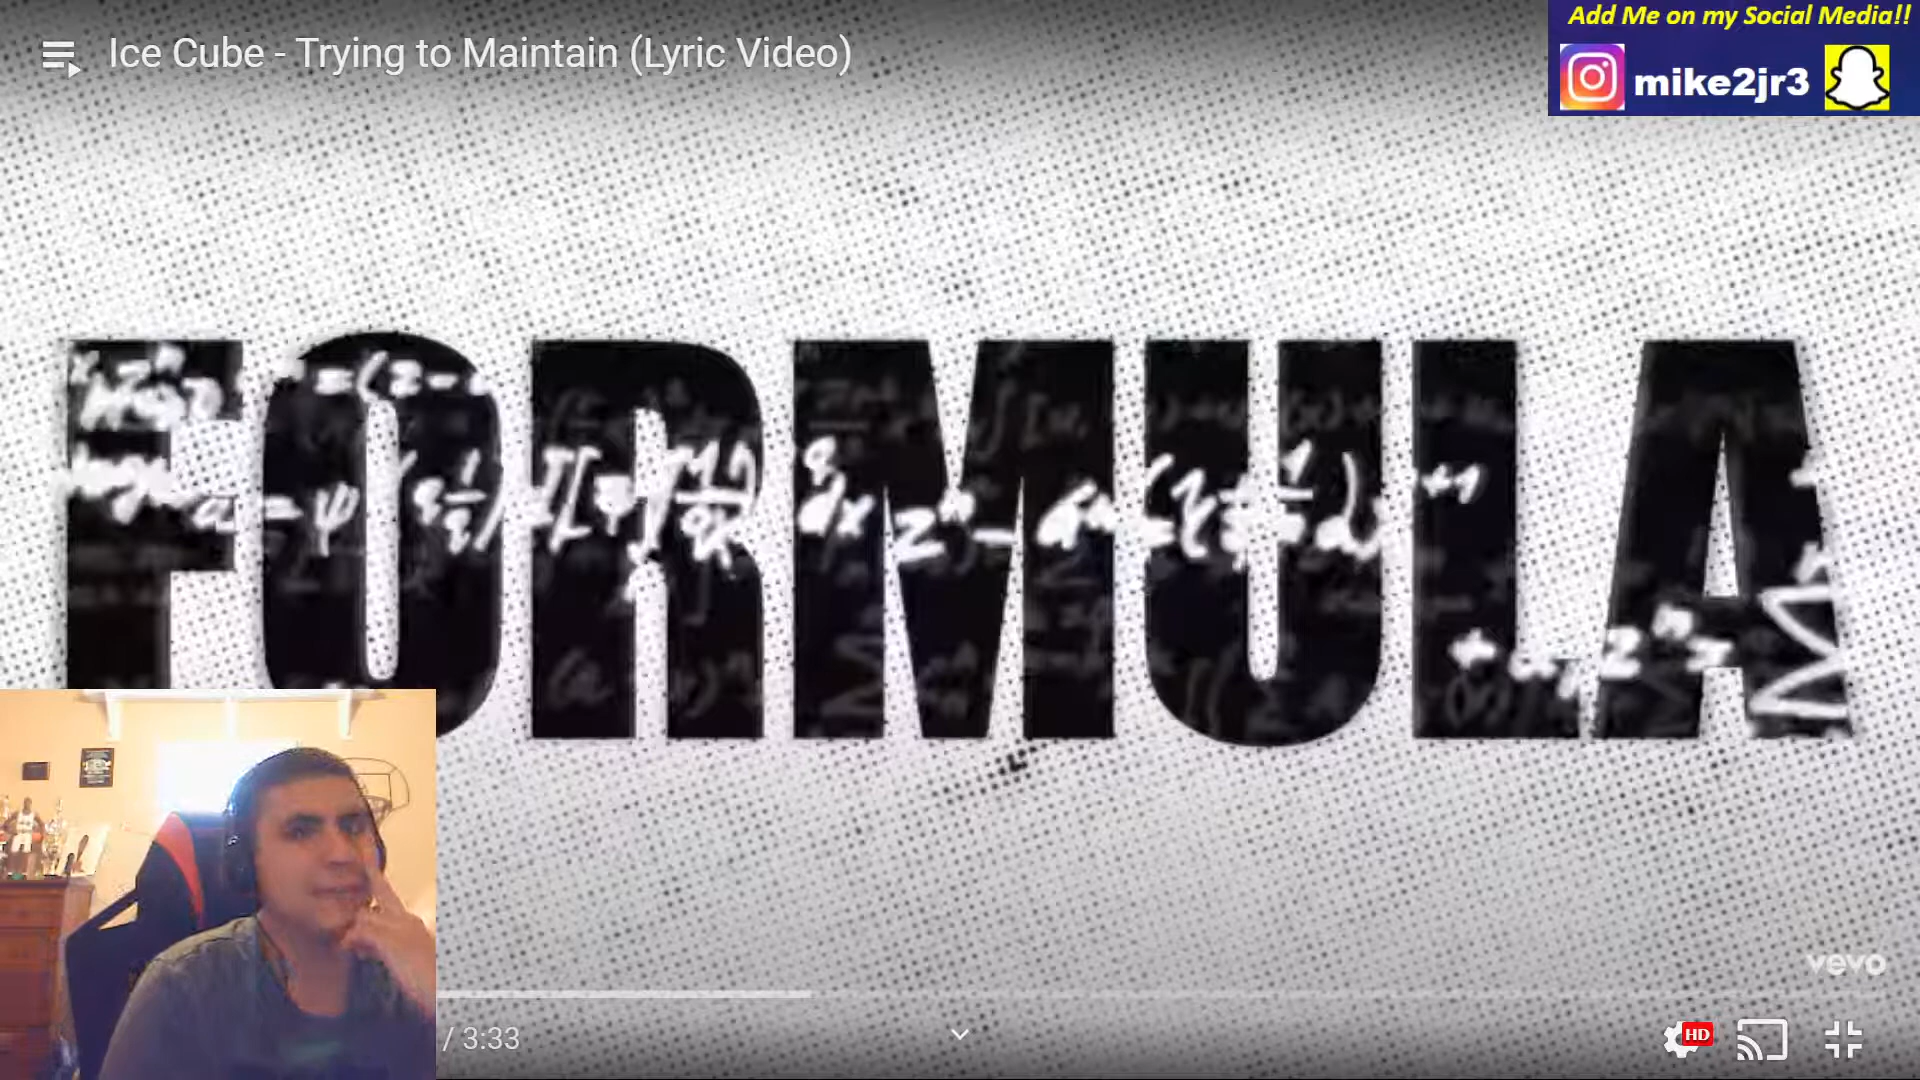 Add Me on my Social Media!!
Ice Cube - Trying to Maintain (Lyric Video)
mike2jr3
FORMULA
vevo
/ 3:33
HD